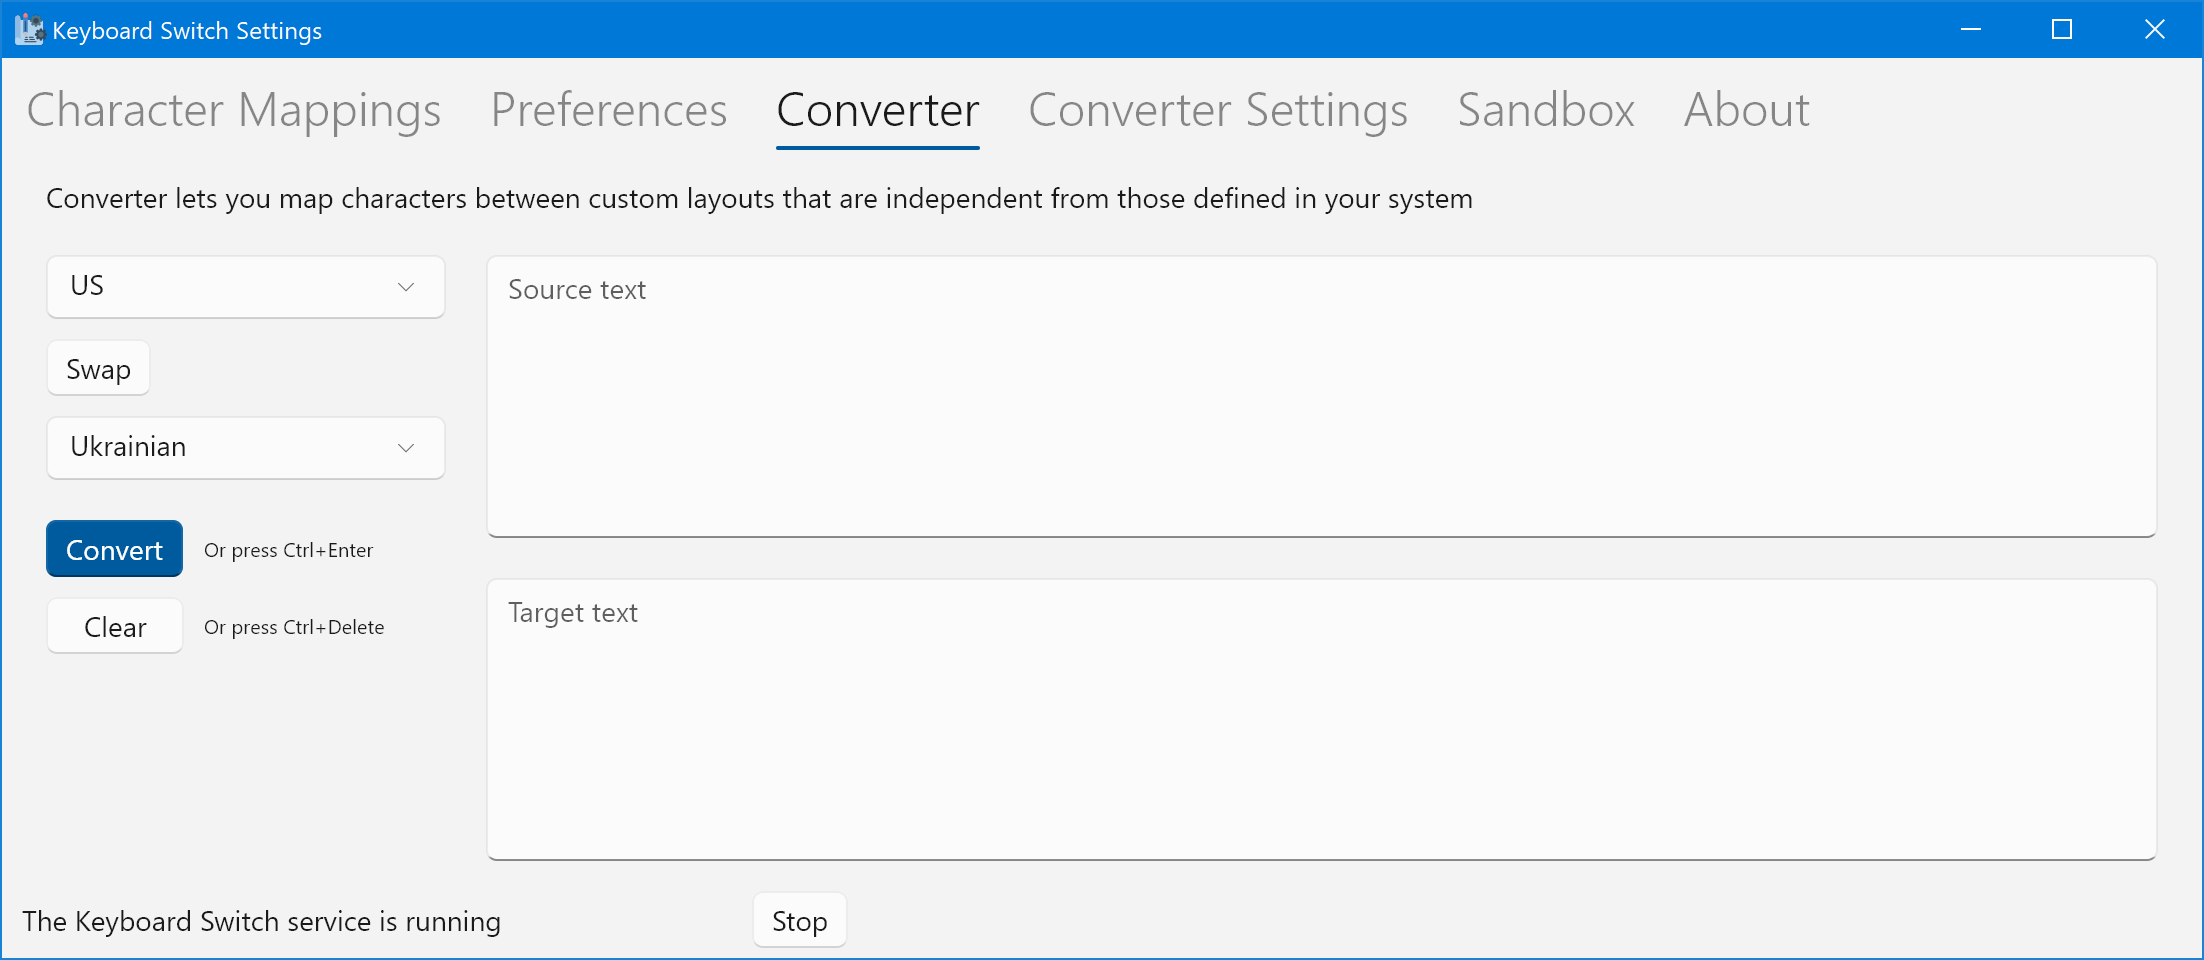 Keyboard Switch Settings
Character Mappings Preferences Converter Converter Settings Sandbox About
Converter lets you map characters between custom layouts that are independent from those defined in your system
US
Swap
Ukrainian
Convert Or press Ctrl+Enter
Clear Or press Ctrl+Delete
Source text
Target text
The Keyboard Switch service is running Stop